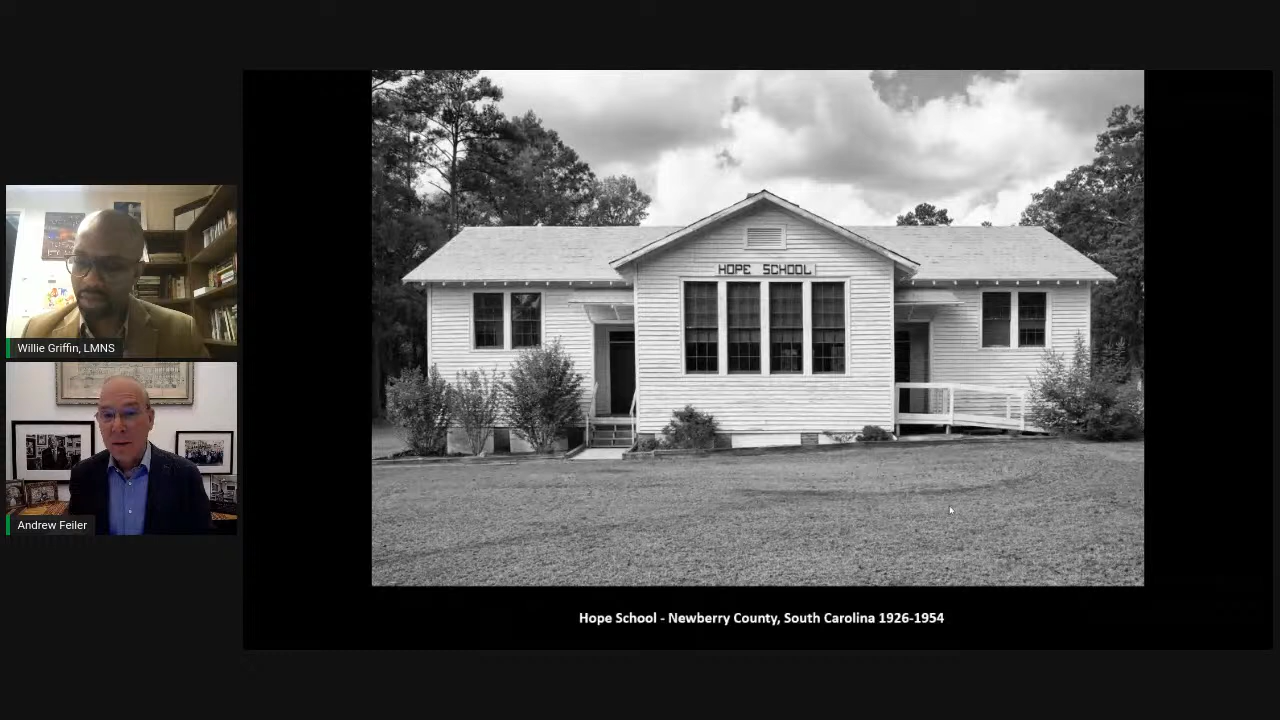 HOPE SCHOOL
Willie Griffin, LMNS
Andrew Feiler
Hope School - Newberry County, South Carolina 1926-1954